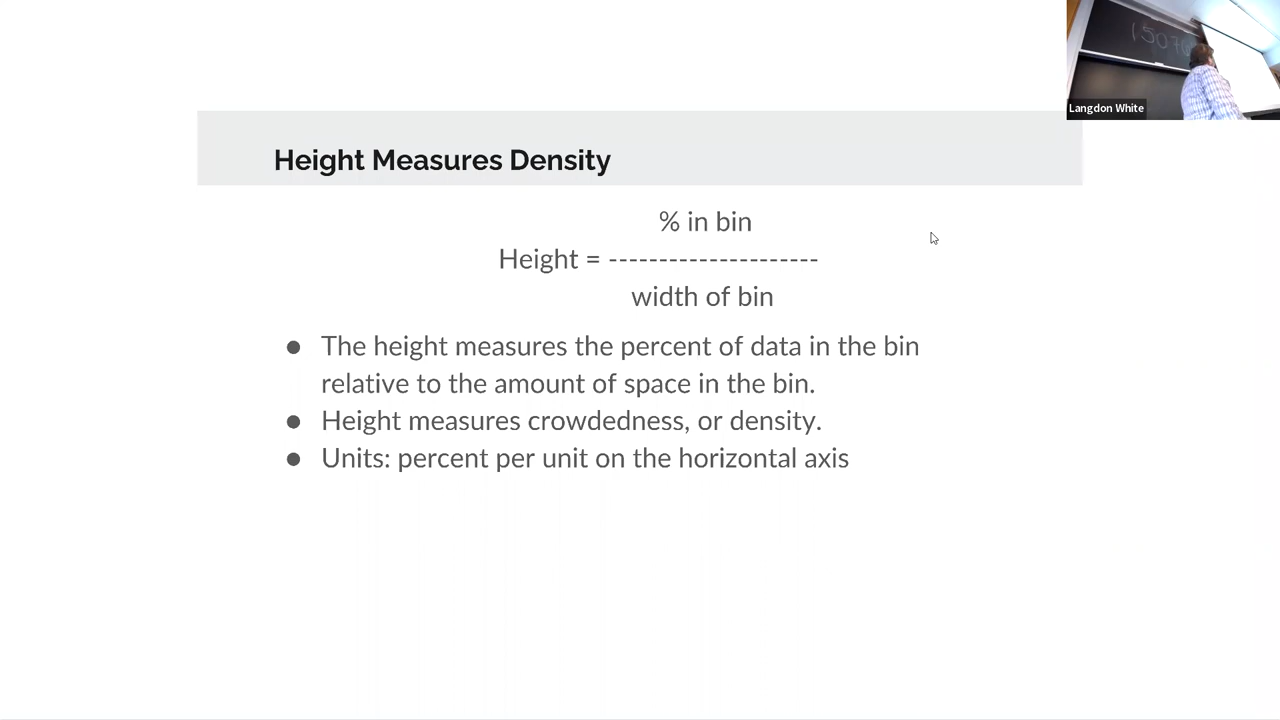 Height Measures Density
% in bin
Height = ---------------------
width of bin
● The height measures the percent of data in the bin
relative to the amount of space in the bin.
● Height measures crowdedness, or density.
● Units: percent per unit on the horizontal axis
Langdon White